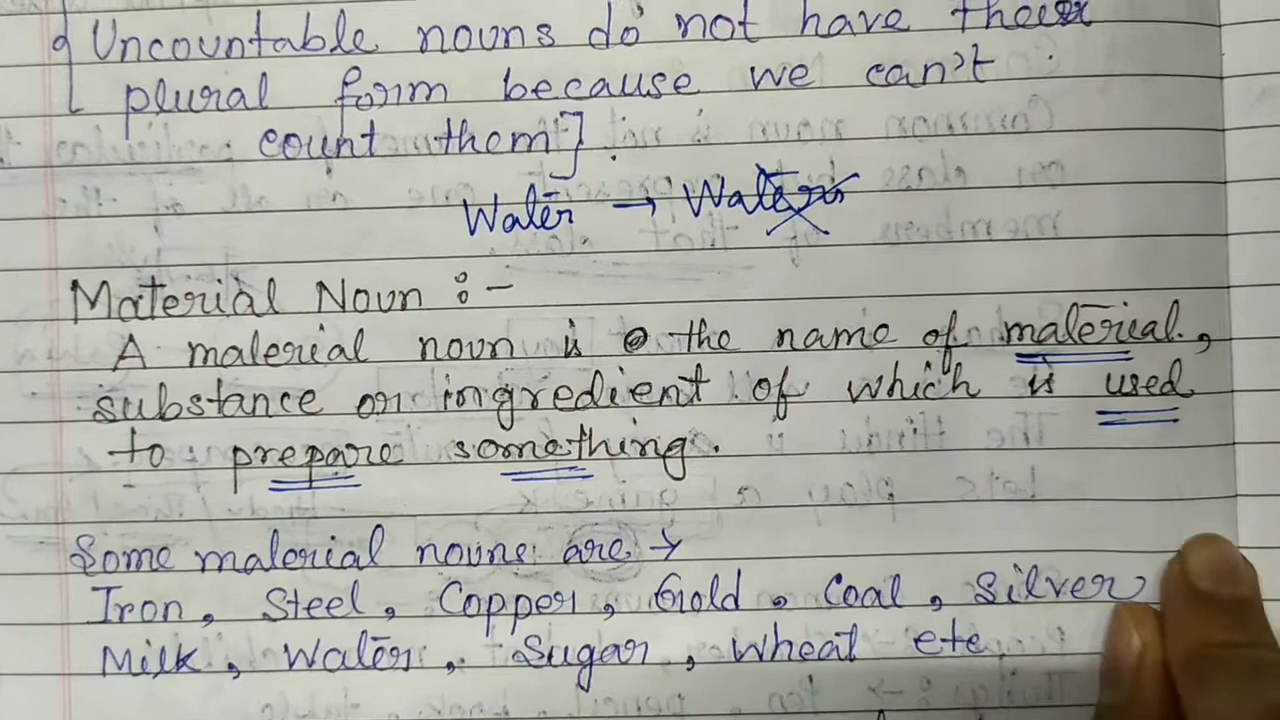 [Uncountable nouns do not have their
plural form because we can't
count them].
Water → Waters
Material Noun :-
A material noun is the name of material,
substance or ingredient of which is used
to prepare something.
Some material nouns are →
Iron, Steel, Copper, Gold, Coal, Silver
Milk, Water, Sugar, Wheat etc.